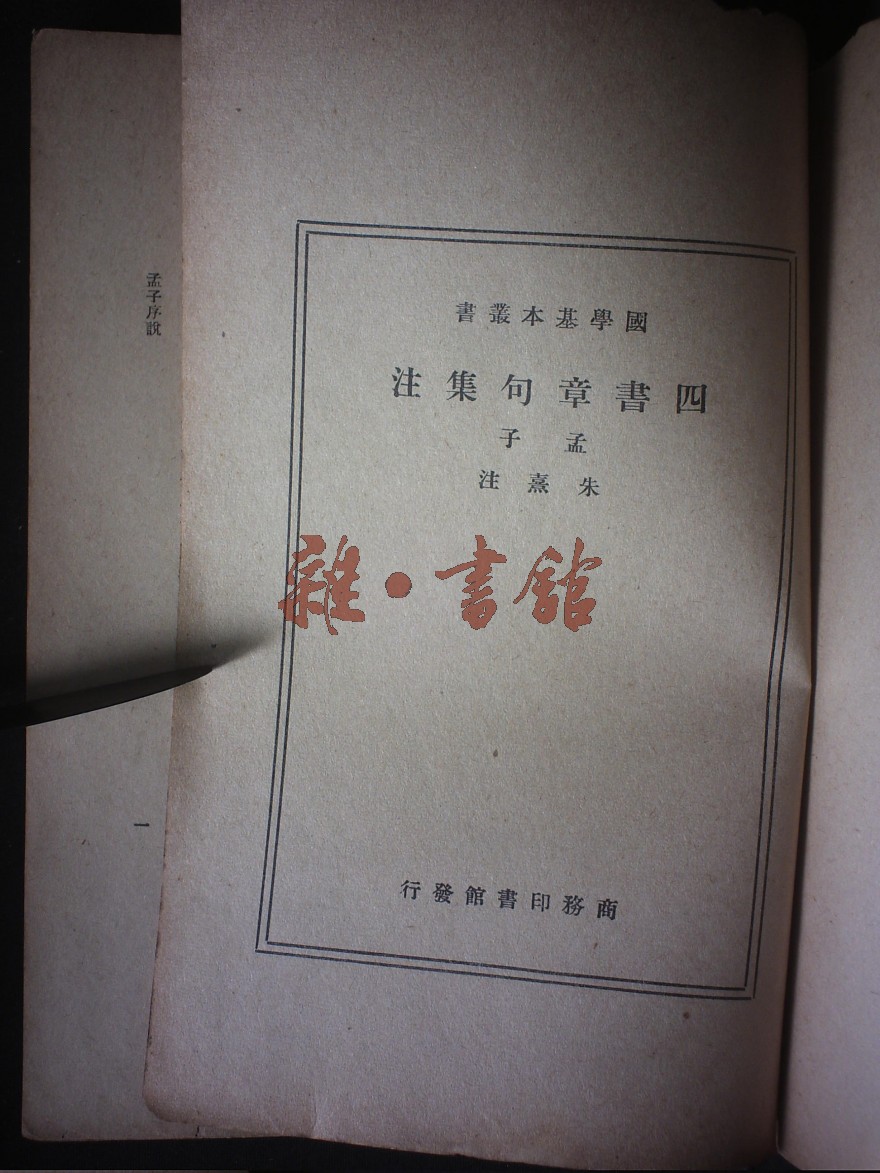 國學基本叢書
四書章句集注
孟子
朱熹注
雜·書館
商務印書館發行
孟子序說
一